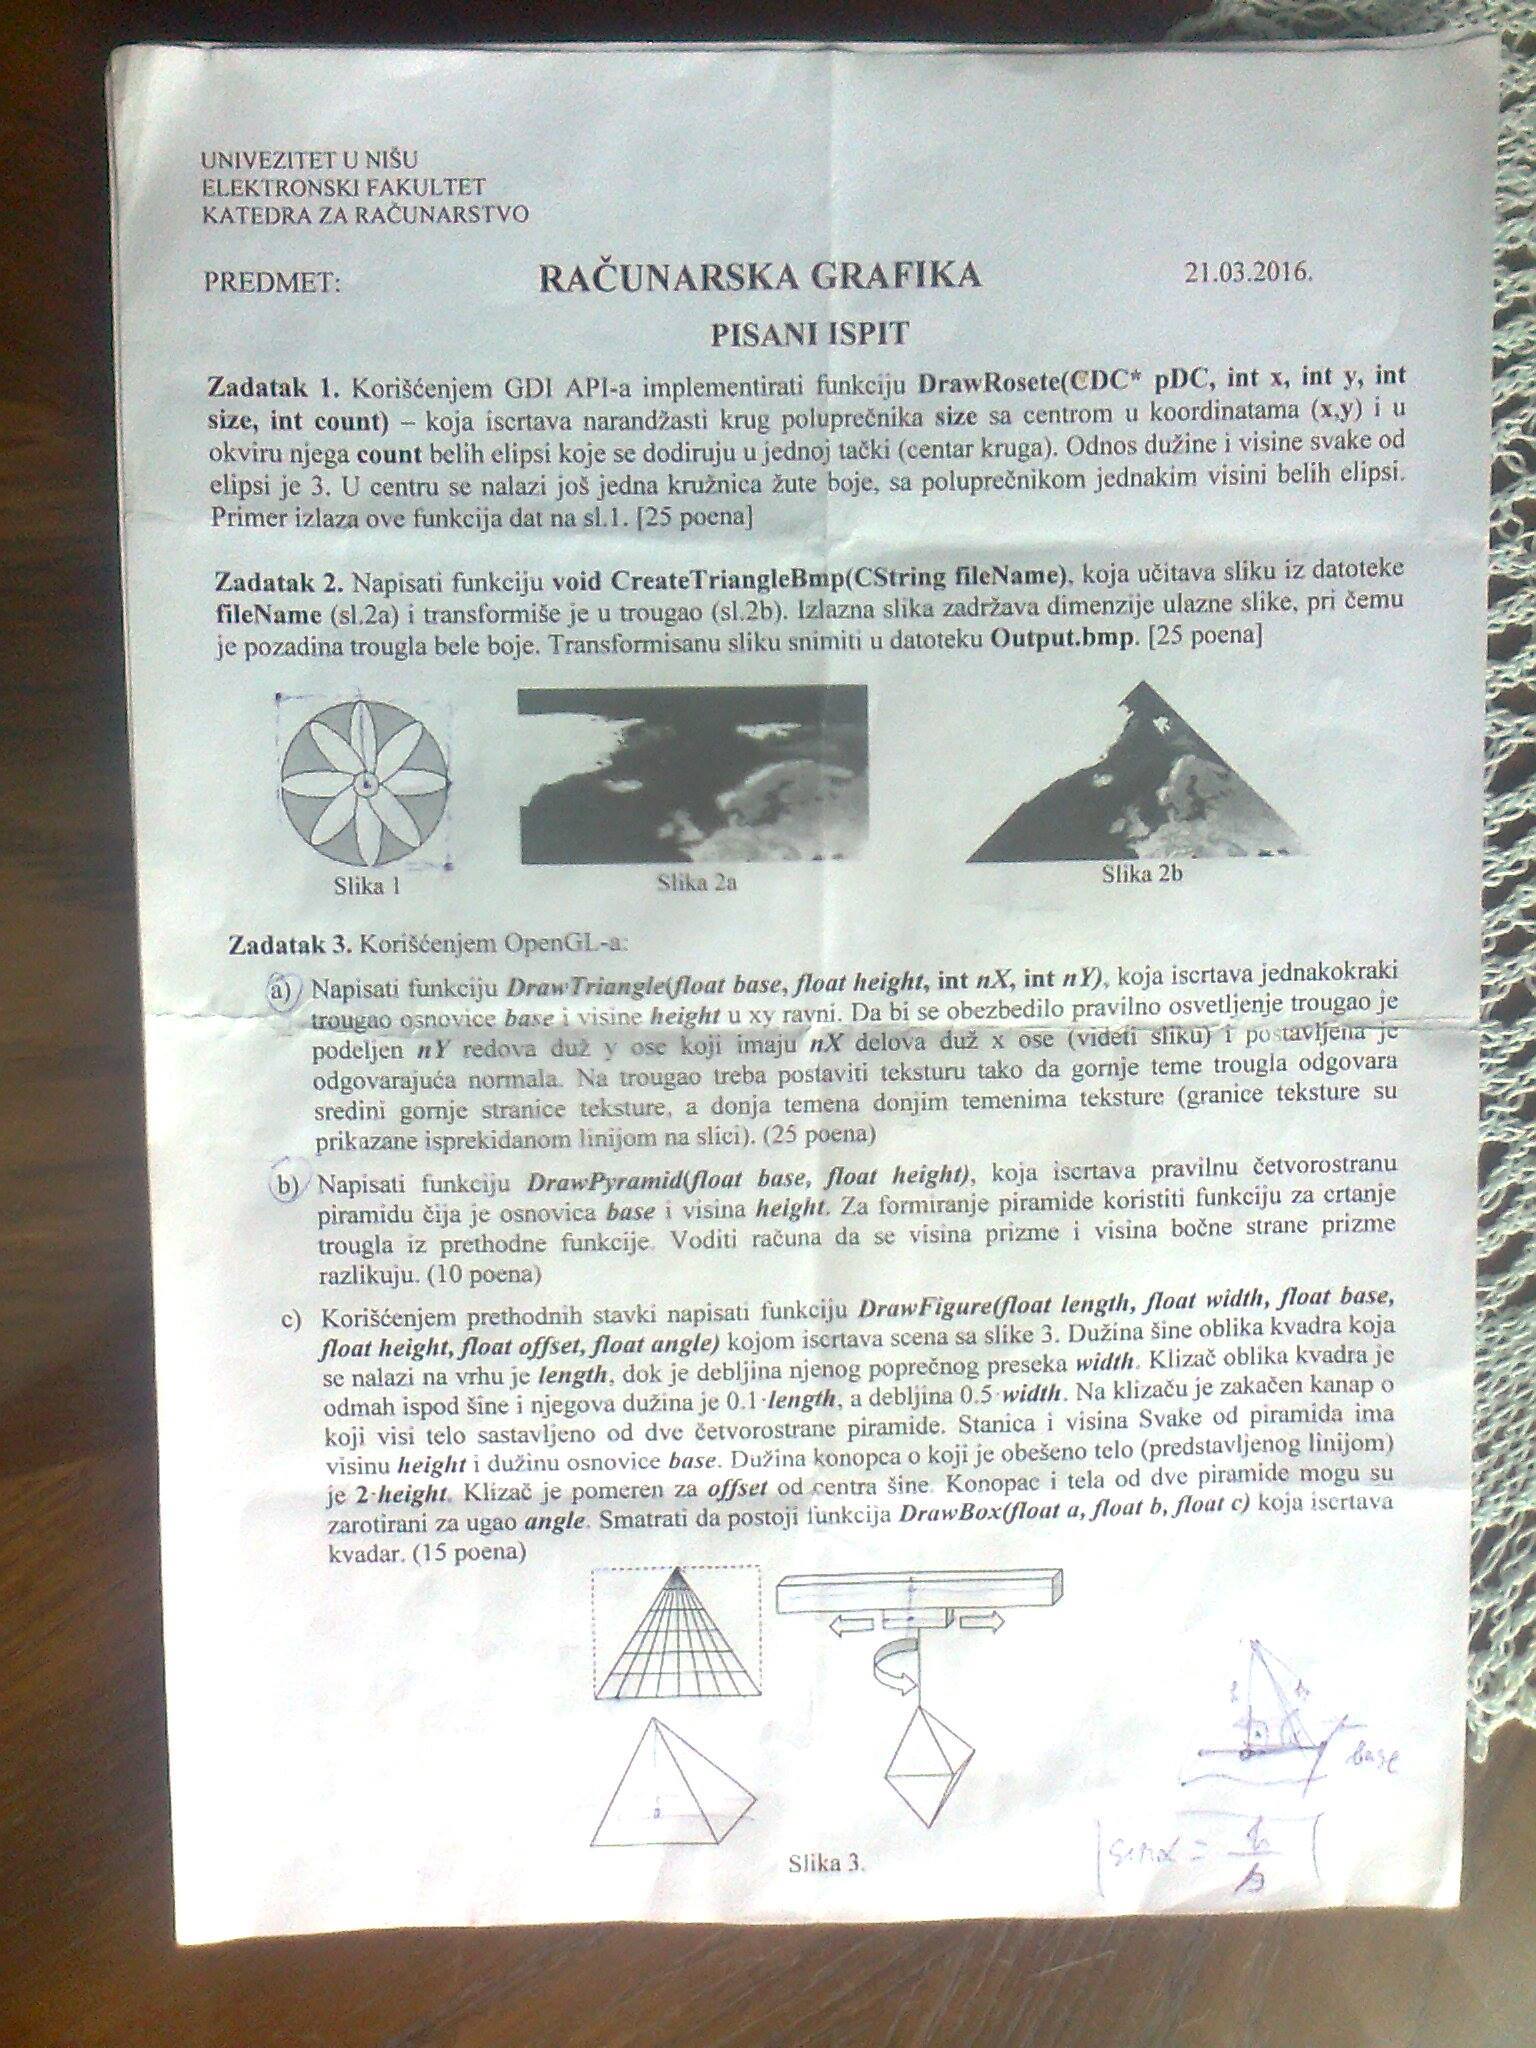 UNIVEZITET U NIŠU
ELEKTRONSKI FAKULTET
KATEDRA ZA RAČUNARSTVO
PREDMET: RAČUNARSKA GRAFIKA 21.03.2016.
PISANI ISPIT
Zadatak 1. Korišćenjem GDI API-a implementirati funkciju DrawRosete(CDC* pDC, int x, int y, int
size, int count) – koja iscrtava narandžasti krug poluprečnika size sa centrom u koordinatama (x,y) i u
okviru njega count belih elipsi koje se dodiruju u jednoj tački (centar kruga). Odnos dužine i visine svake od
elipsi je 3. U centru se nalazi još jedna kružnica žute boje, sa poluprečnikom jednakim visini belih elipsi.
Primer izlaza ove funkcija dat na sl.1. [25 poena]
Zadatak 2. Napisati funkciju void CreateTriangleBmp(CString fileName), koja učitava sliku iz datoteke
fileName (sl.2a) i transformiše je u trougao (sl.2b). Izlazna slika zadržava dimenzije ulazne slike, pri čemu
je pozadina trougla bele boje. Transformisanu sliku snimiti u datoteku Output.bmp. [25 poena]
Slika 1
Slika 2a
Slika 2b
Zadatak 3. Korišćenjem OpenGL-a:
a) Napisati funkciju DrawTriangle(float base, float height, int nX, int nY), koja iscrtava jednakokraki
trougao osnovice base i visine height u xy ravni. Da bi se obezbedilo pravilno osvetljenje trougao je
podeljen nY redova duž y ose koji imaju nX delova duž x ose (videti sliku) i postavljena je
odgovarajuća normala. Na trougao treba postaviti teksturu tako da gornje teme trougla odgovara
sredini gornje stranice teksture, a donja temena donjim temenima teksture (granice teksture su
prikazane isprekidanom linijom na slici). (25 poena)
b) Napisati funkciju DrawPyramid(float base, float height), koja iscrtava pravilnu četvorostranu
piramidu čija je osnovica base i visina height. Za formiranje piramide koristiti funkciju za crtanje
trougla iz prethodne funkcije. Voditi računa da se visina prizme i visina bočne strane prizme
razlikuju. (10 poena)
c) Korišćenjem prethodnih stavki napisati funkciju DrawFigure(float length, float width, float base,
float height, float offset, float angle) kojom iscrtava scena sa slike 3. Dužina šine oblika kvadra koja
se nalazi na vrhu je length, dok je debljina njenog poprečnog preseka width. Klizač oblika kvadra je
odmah ispod šine i njegova dužina je 0.1·length, a debljina 0.5·width. Na klizaču je zakačen kanap o
koji visi telo sastavljeno od dve četvorostrane piramide. Stanica i visina Svake od piramida ima
visinu height i dužinu osnovice base. Dužina konopca o koji je obešeno telo (predstavljenog linijom)
je 2·height. Klizač je pomeren za offset od centra šine. Konopac i tela od dve piramide mogu su
zarotirani za ugao angle. Smatrati da postoji funkcija DrawBox(float a, float b, float c) koja iscrtava
kvadar. (15 poena)
base
sin α = h
Slika 3.